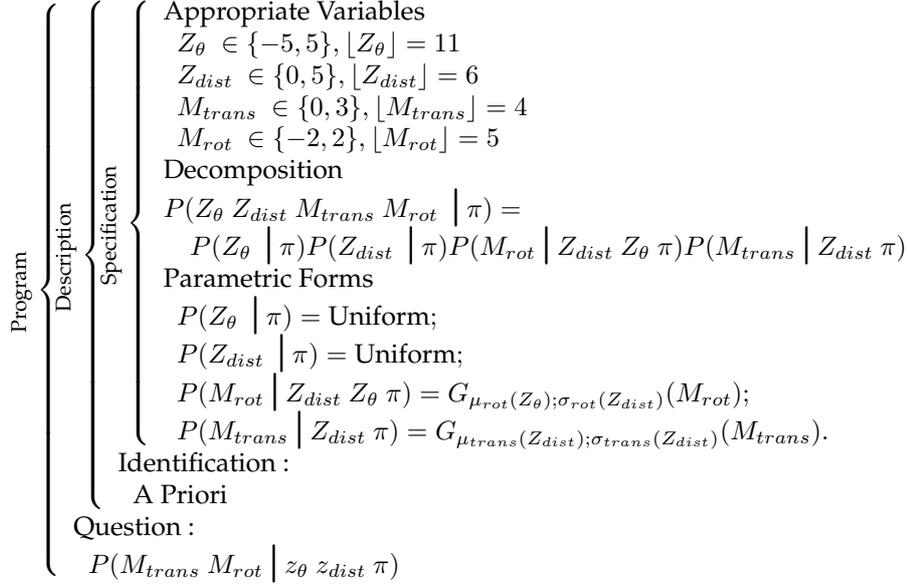 Program
Description
Specification
Appropriate Variables
Z_θ ∈ {−5, 5}, ⌊Z_θ⌋ = 11
Z_dist ∈ {0, 5}, ⌊Z_dist⌋ = 6
M_trans ∈ {0, 3}, ⌊M_trans⌋ = 4
M_rot ∈ {−2, 2}, ⌊M_rot⌋ = 5
Decomposition
P(Z_θ Z_dist M_trans M_rot | π) =
P(Z_θ | π)P(Z_dist | π)P(M_rot | Z_dist Z_θ π)P(M_trans | Z_dist π)
Parametric Forms
P(Z_θ | π) = Uniform;
P(Z_dist | π) = Uniform;
P(M_rot | Z_dist Z_θ π) = G_{μ_rot(Z_θ);σ_rot(Z_dist)}(M_rot);
P(M_trans | Z_dist π) = G_{μ_trans(Z_dist);σ_trans(Z_dist)}(M_trans).
Identification :
A Priori
Question :
P(M_trans M_rot | z_θ z_dist π)